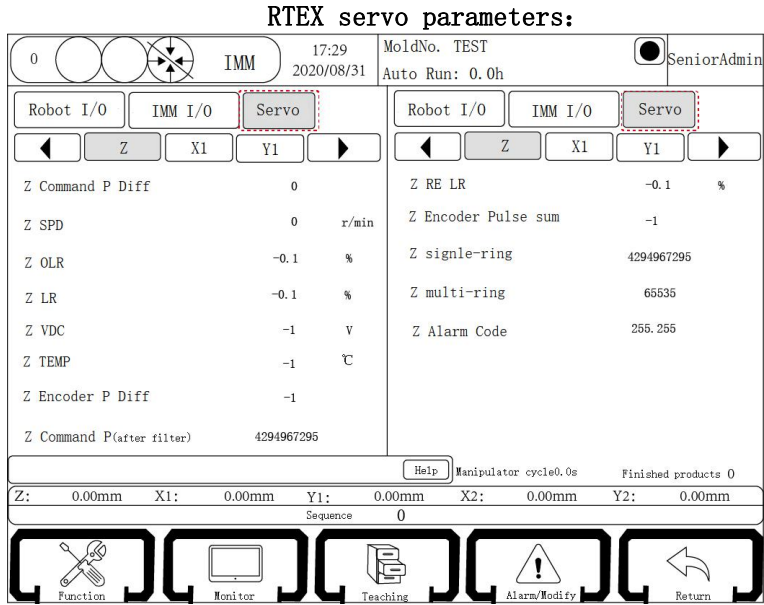 RTEX servo parameters:
0 IMM 17:29 2020/08/31 MoldNo. TEST Auto Run: 0.0h SeniorAdmin
Robot I/O IMM I/O Servo
Z X1 Y1
Z Command P Diff 0
Z SPD 0 r/min
Z OLR -0.1 %
Z LR -0.1 %
Z VDC -1 V
Z TEMP -1 ℃
Z Encoder P Diff -1
Z Command P(after filter) 4294967295
Robot I/O IMM I/O Servo
Z X1 Y1
Z RE LR -0.1 %
Z Encoder Pulse sum -1
Z signle-ring 4294967295
Z multi-ring 65535
Z Alarm Code 255.255
Help Manipulator cycle0.0s Finished products 0
Z: 0.00mm X1: 0.00mm Y1: 0.00mm X2: 0.00mm Y2: 0.00mm
Sequence 0
Function Monitor Teaching Alarm/Modify Return